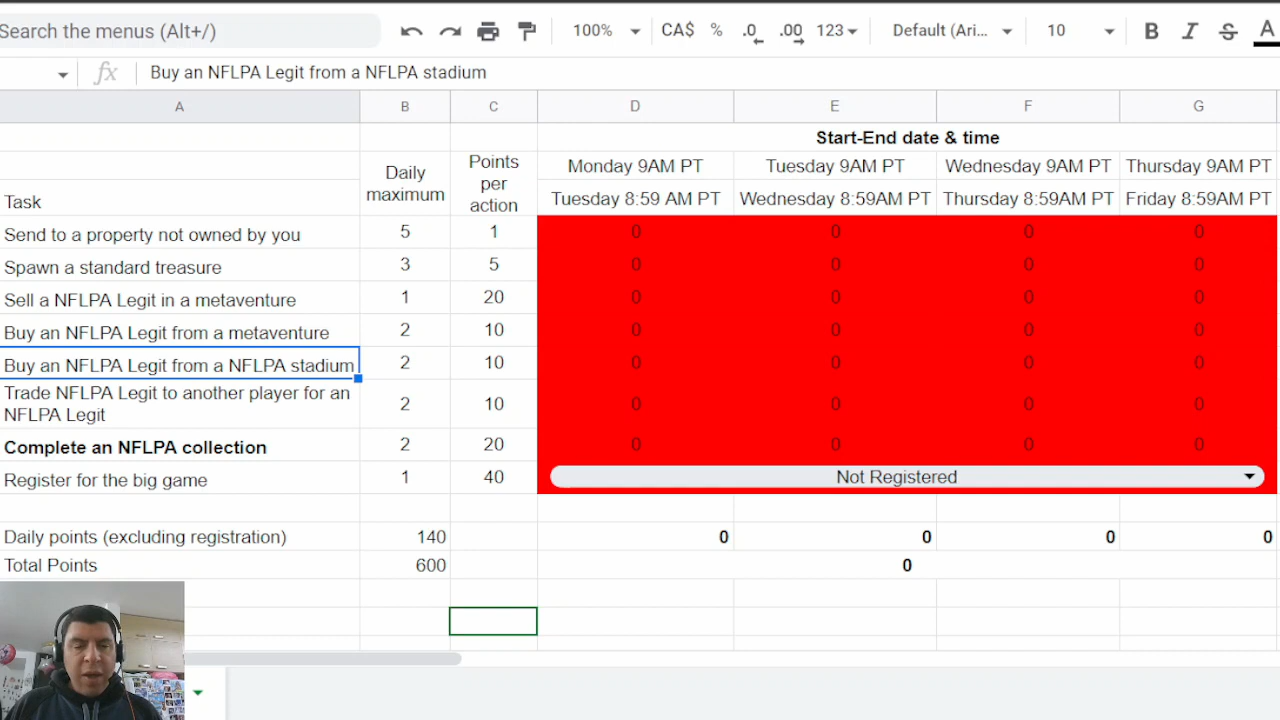 Search the menus (Alt+/)
100%
CA$ % .0 .00 123
Default (Ari...
10
B I S A
fx Buy an NFLPA Legit from a NFLPA stadium
A B C D E F G
Start-End date & time
Task
Daily maximum
Points per action
Monday 9AM PT Tuesday 9AM PT Wednesday 9AM PT Thursday 9AM PT
Tuesday 8:59 AM PT Wednesday 8:59AM PT Thursday 8:59AM PT Friday 8:59AM PT
Send to a property not owned by you 5 1 0 0 0 0
Spawn a standard treasure 3 5 0 0 0 0
Sell a NFLPA Legit in a metaventure 1 20 0 0 0 0
Buy an NFLPA Legit from a metaventure 2 10 0 0 0 0
Buy an NFLPA Legit from a NFLPA stadium 2 10 0 0 0 0
Trade NFLPA Legit to another player for an
NFLPA Legit 2 10 0 0 0 0
Complete an NFLPA collection 2 20 0 0 0 0
Register for the big game 1 40 Not Registered
Daily points (excluding registration) 140 0 0 0 0
Total Points 600 0